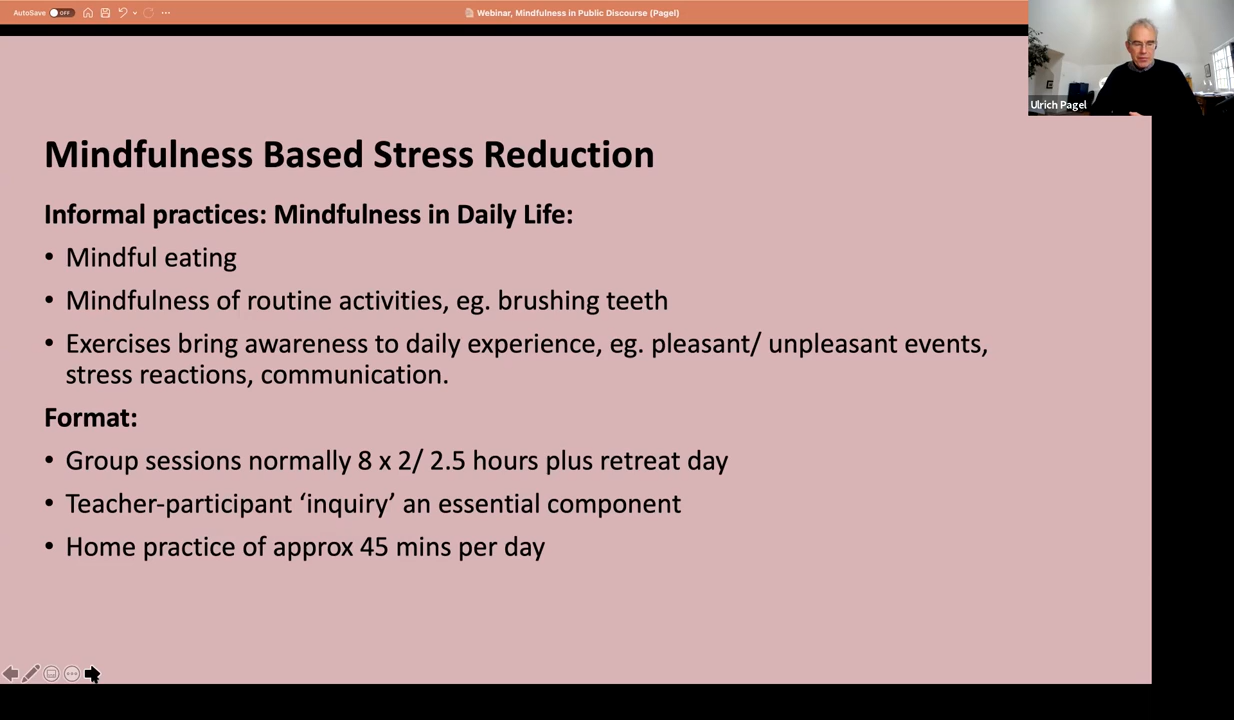 AutoSave OFF
Webinar, Mindfulness in Public Discourse (Pagel)
Ulrich Pagel
Mindfulness Based Stress Reduction
Informal practices: Mindfulness in Daily Life:
• Mindful eating
• Mindfulness of routine activities, eg. brushing teeth
• Exercises bring awareness to daily experience, eg. pleasant/ unpleasant events,
stress reactions, communication.
Format:
• Group sessions normally 8 x 2/ 2.5 hours plus retreat day
• Teacher-participant ‘inquiry’ an essential component
• Home practice of approx 45 mins per day